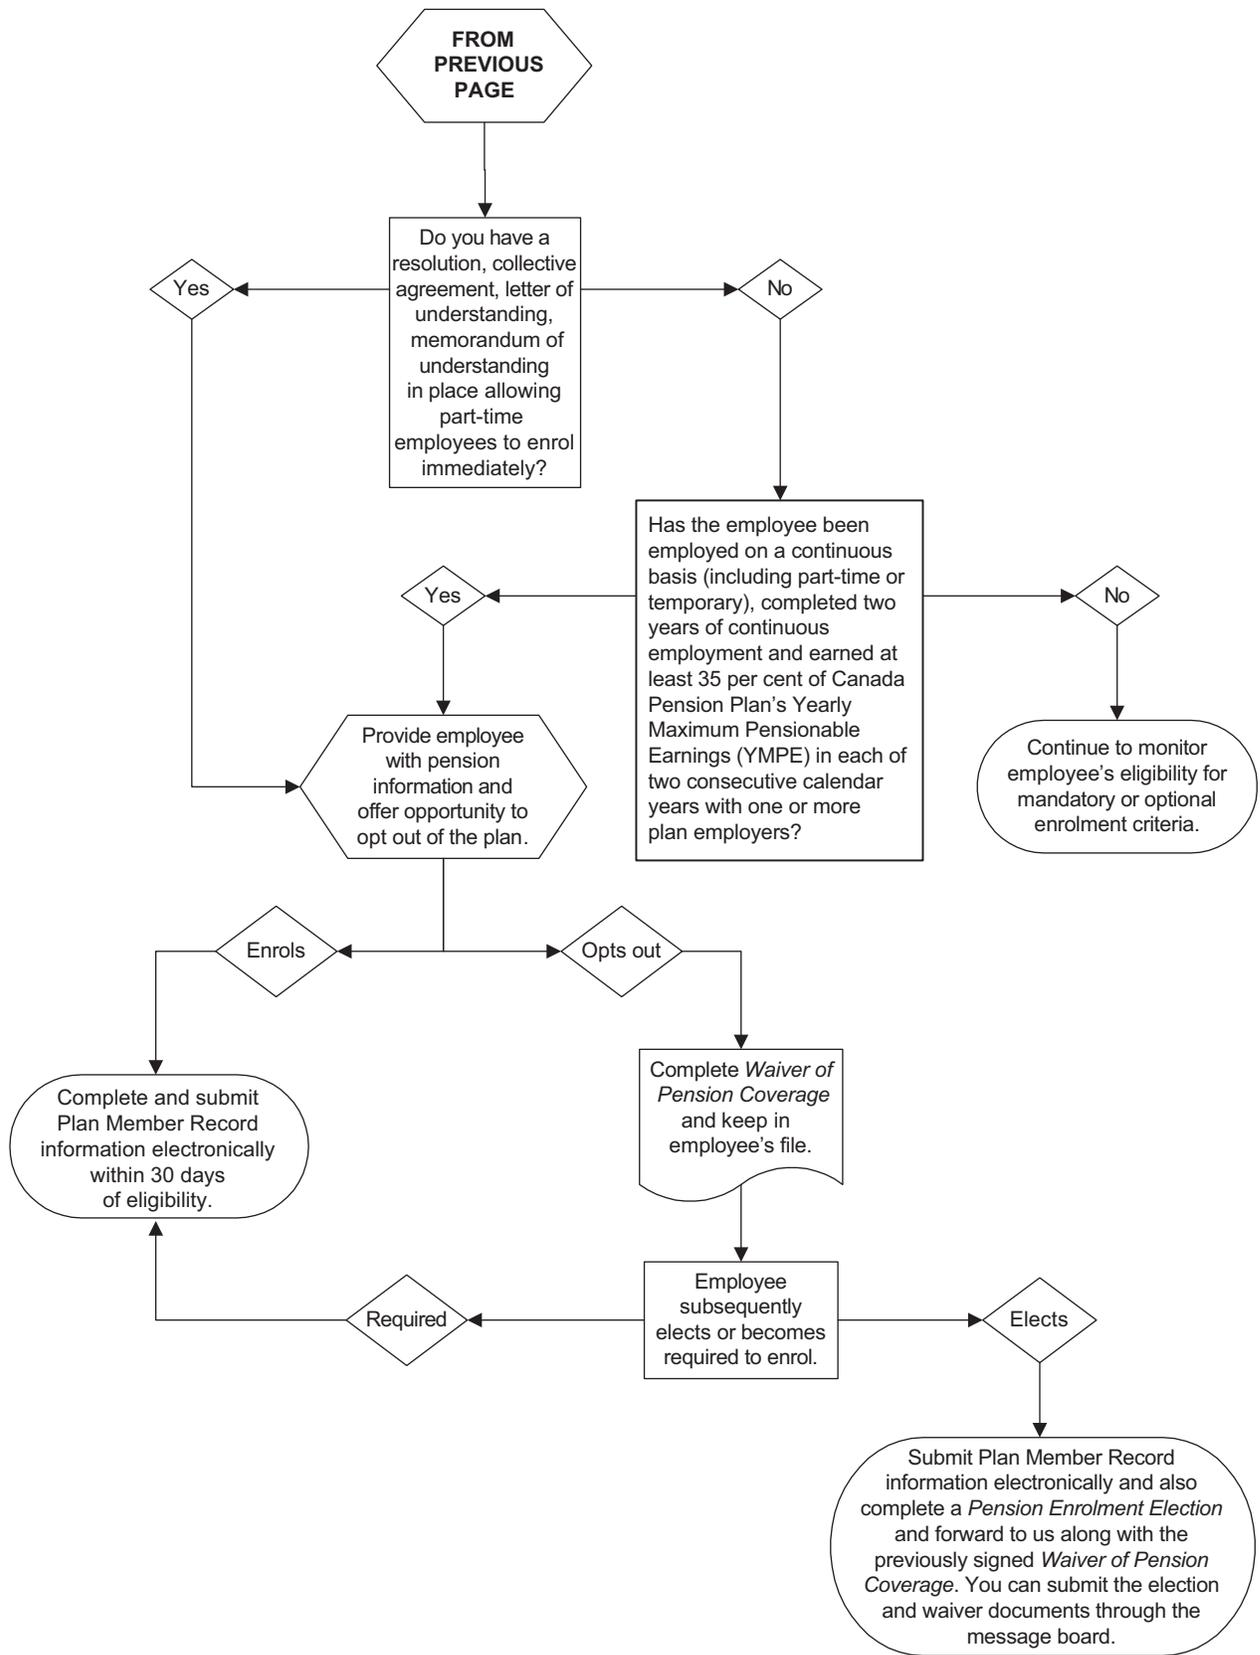 FROM
PREVIOUS
PAGE
Do you have a
resolution, collective
agreement, letter of
understanding,
memorandum of
understanding
in place allowing
part-time
employees to enrol
immediately?
Yes
No
Has the employee been
employed on a continuous
basis (including part-time or
temporary), completed two
years of continuous
employment and earned at
least 35 per cent of Canada
Pension Plan’s Yearly
Maximum Pensionable
Earnings (YMPE) in each of
two consecutive calendar
years with one or more
plan employers?
Yes
No
Provide employee
with pension
information and
offer opportunity to
opt out of the plan.
Continue to monitor
employee’s eligibility for
mandatory or optional
enrolment criteria.
Enrols
Opts out
Complete and submit
Plan Member Record
information electronically
within 30 days
of eligibility.
Complete Waiver of
Pension Coverage
and keep in
employee’s file.
Employee
subsequently
elects or becomes
required to enrol.
Required
Elects
Submit Plan Member Record
information electronically and also
complete a Pension Enrolment Election
and forward to us along with the
previously signed Waiver of Pension
Coverage. You can submit the election
and waiver documents through the
message board.